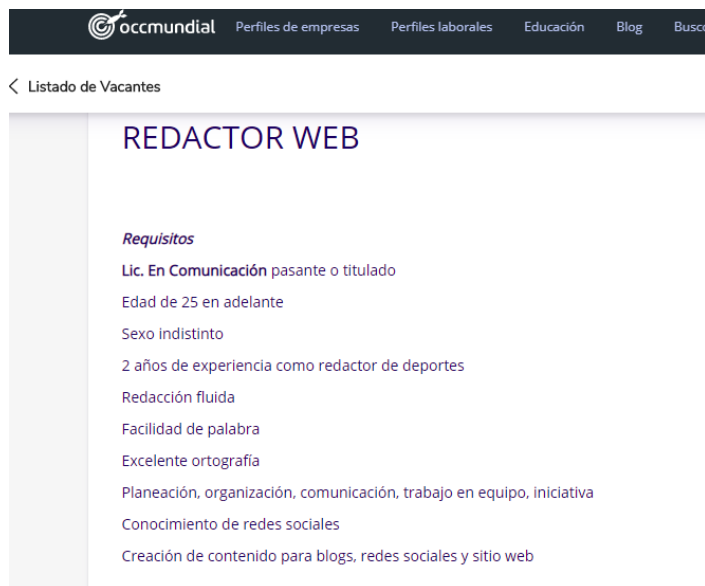 occmundial Perfiles de empresas Perfiles laborales Educación Blog
Listado de Vacantes
REDACTOR WEB
Requisitos
Lic. En Comunicación pasante o titulado
Edad de 25 en adelante
Sexo indistinto
2 años de experiencia como redactor de deportes
Redacción fluida
Facilidad de palabra
Excelente ortografía
Planeación, organización, comunicación, trabajo en equipo, iniciativa
Conocimiento de redes sociales
Creación de contenido para blogs, redes sociales y sitio web